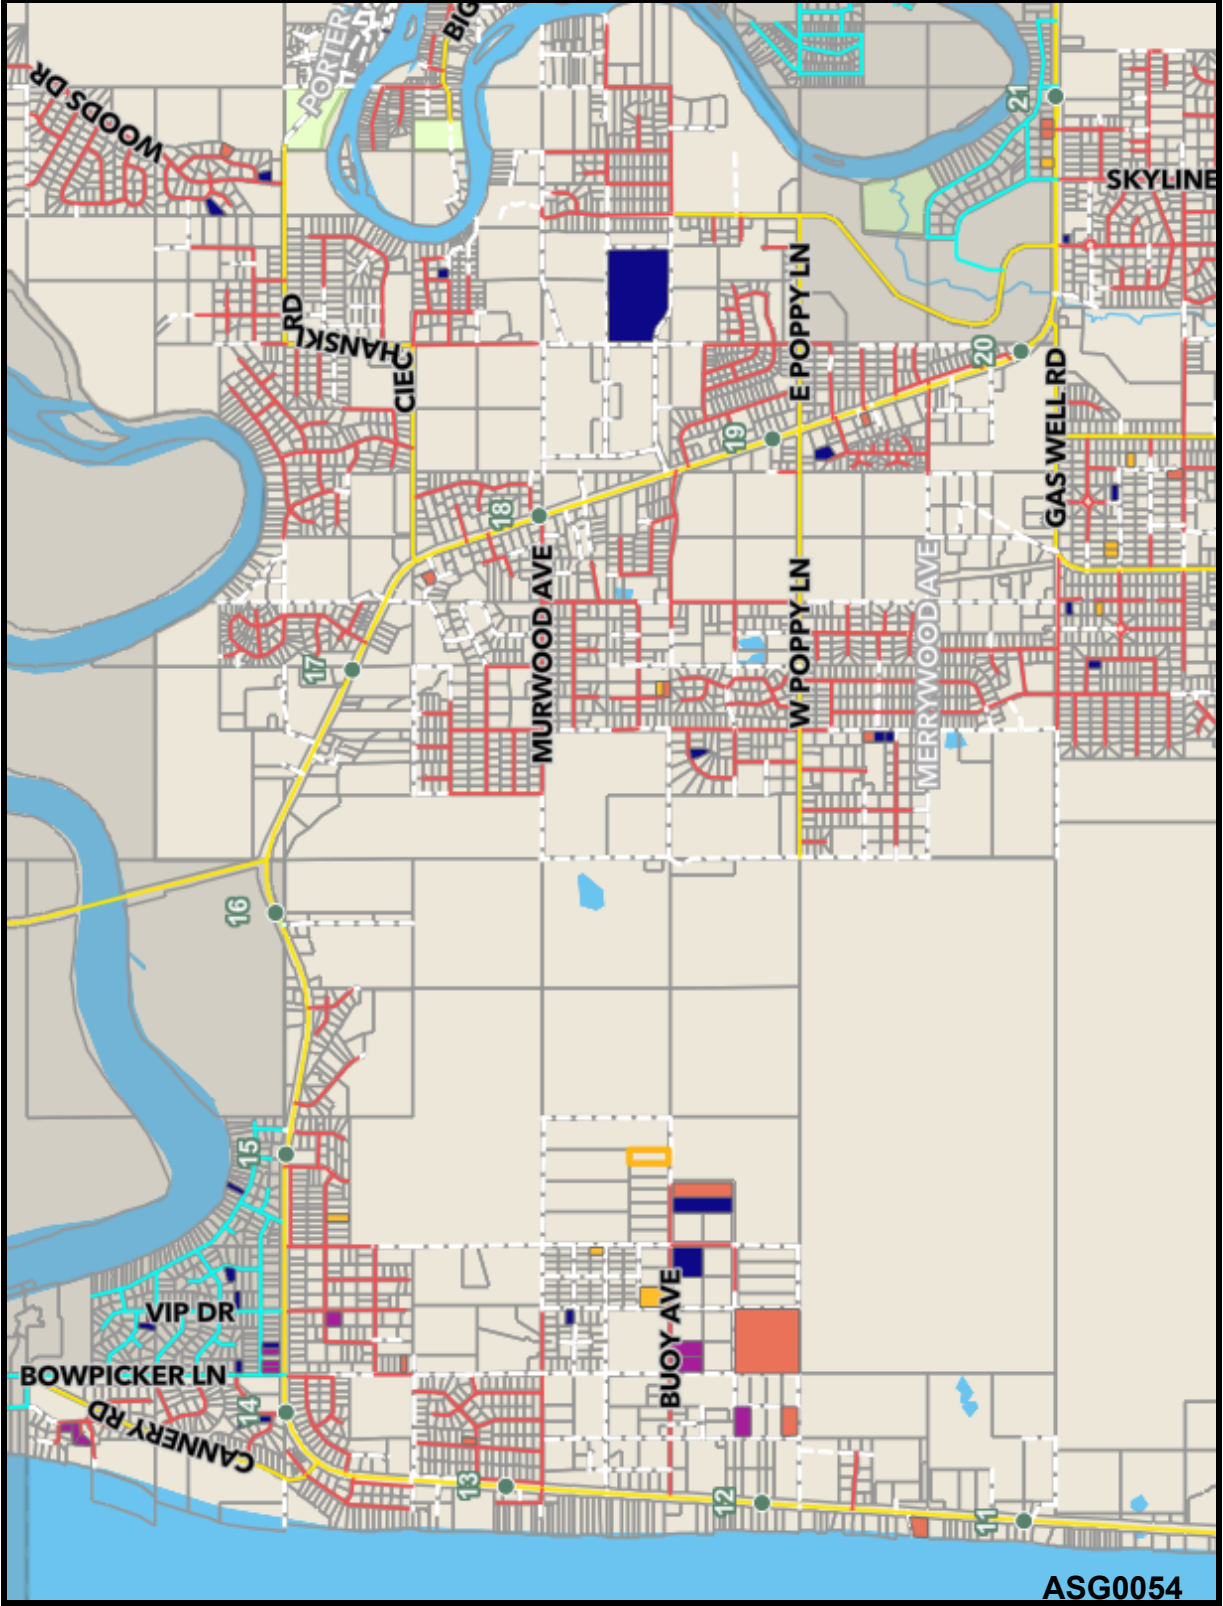 PORTER
BIG
WOODS DR
21
SKYLINE
RD
CHANSKI
CIEC
E POPPY LN
20
GAS WELL RD
19
18
MURWOOD AVE
W POPPY LN
MERRYWOOD AVE
17
16
15
VIP DR
BUOY AVE
BOWPICKER LN
14
CANNERY RD
13
12
11
ASG0054